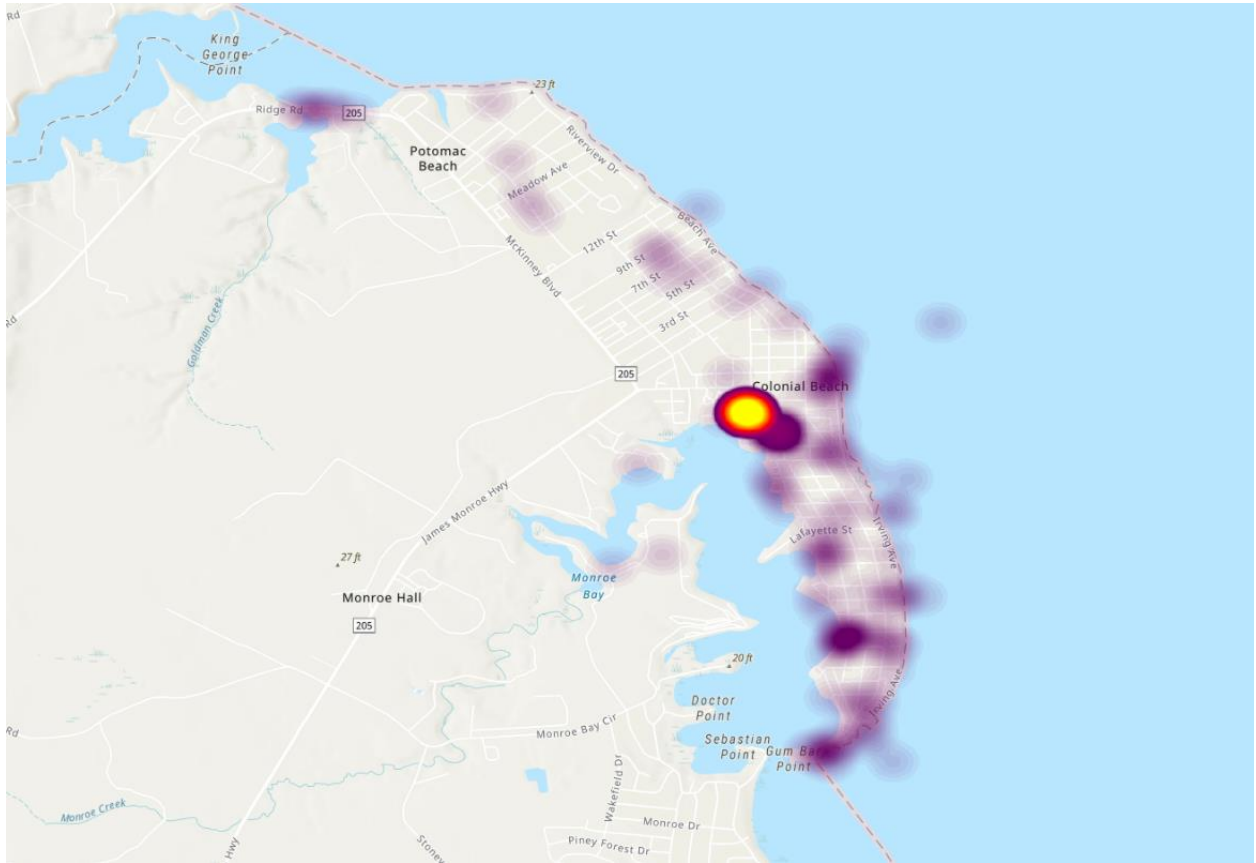 Rd
King
George
Point
23 ft
Ridge Rd
205
Riverview Dr
Potomac
Beach
Meadow Ave
Beach Ave
12th St
9th St
McKinney Blvd
7th St
5th St
Goldman Creek
Rd
3rd St
205
Colonial Beach
James Monroe Hwy
Lafayette St
Irving Ave
27 ft
Monroe
Bay
Monroe Hall
205
20 ft
Irving Ave
Doctor
Point
Rd
Monroe Bay Cir
Sebastian
Point
Gum Bar
Point
Wakefield Dr
Monroe Creek
Monroe Dr
Hwy
Stoney
Piney Forest Dr